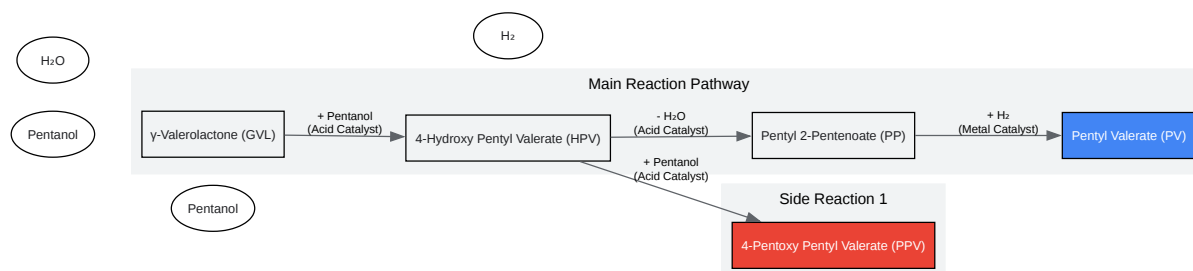 H₂
H₂O
Pentanol
Pentanol
Main Reaction Pathway
γ-Valerolactone (GVL)
+ Pentanol
(Acid Catalyst)
4-Hydroxy Pentyl Valerate (HPV)
- H₂O
(Acid Catalyst)
Pentyl 2-Pentenoate (PP)
+ H₂
(Metal Catalyst)
Pentyl Valerate (PV)
+ Pentanol
(Acid Catalyst)
Side Reaction 1
4-Pentoxy Pentyl Valerate (PPV)